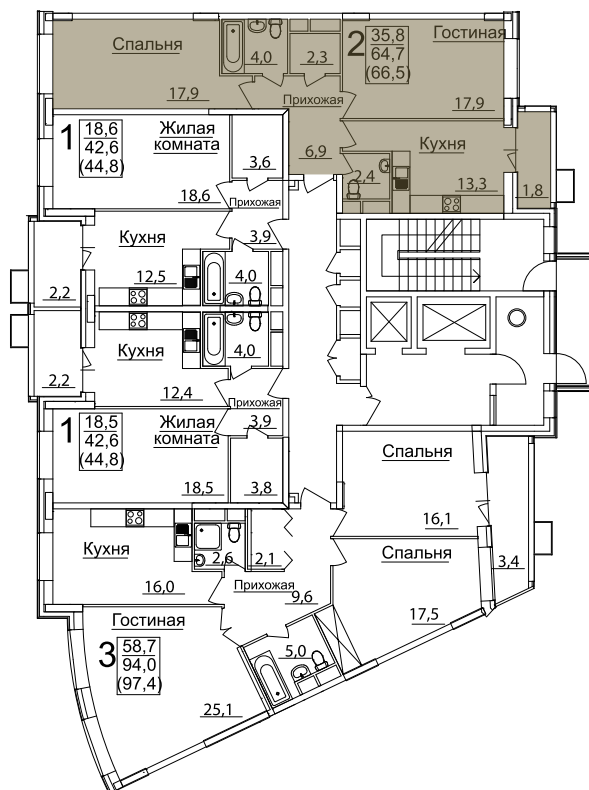 Спальня
4,0
2,3
2
35,8
64,7
(66,5)
Гостиная
17,9
Прихожая
17,9
1
18,6
42,6
(44,8)
Жилая
комната
3,6
6,9
Кухня
2,4
13,3
1,8
18,6
Прихожая
Кухня
3,9
12,5
4,0
2,2
Кухня
4,0
2,2
12,4
Прихожая
1
18,5
42,6
(44,8)
Жилая
комната
3,9
18,5
3,8
Спальня
16,1
Кухня
2,6
2,1
Спальня
3,4
16,0
Прихожая
9,6
17,5
Гостиная
3
58,7
94,0
(97,4)
5,0
25,1